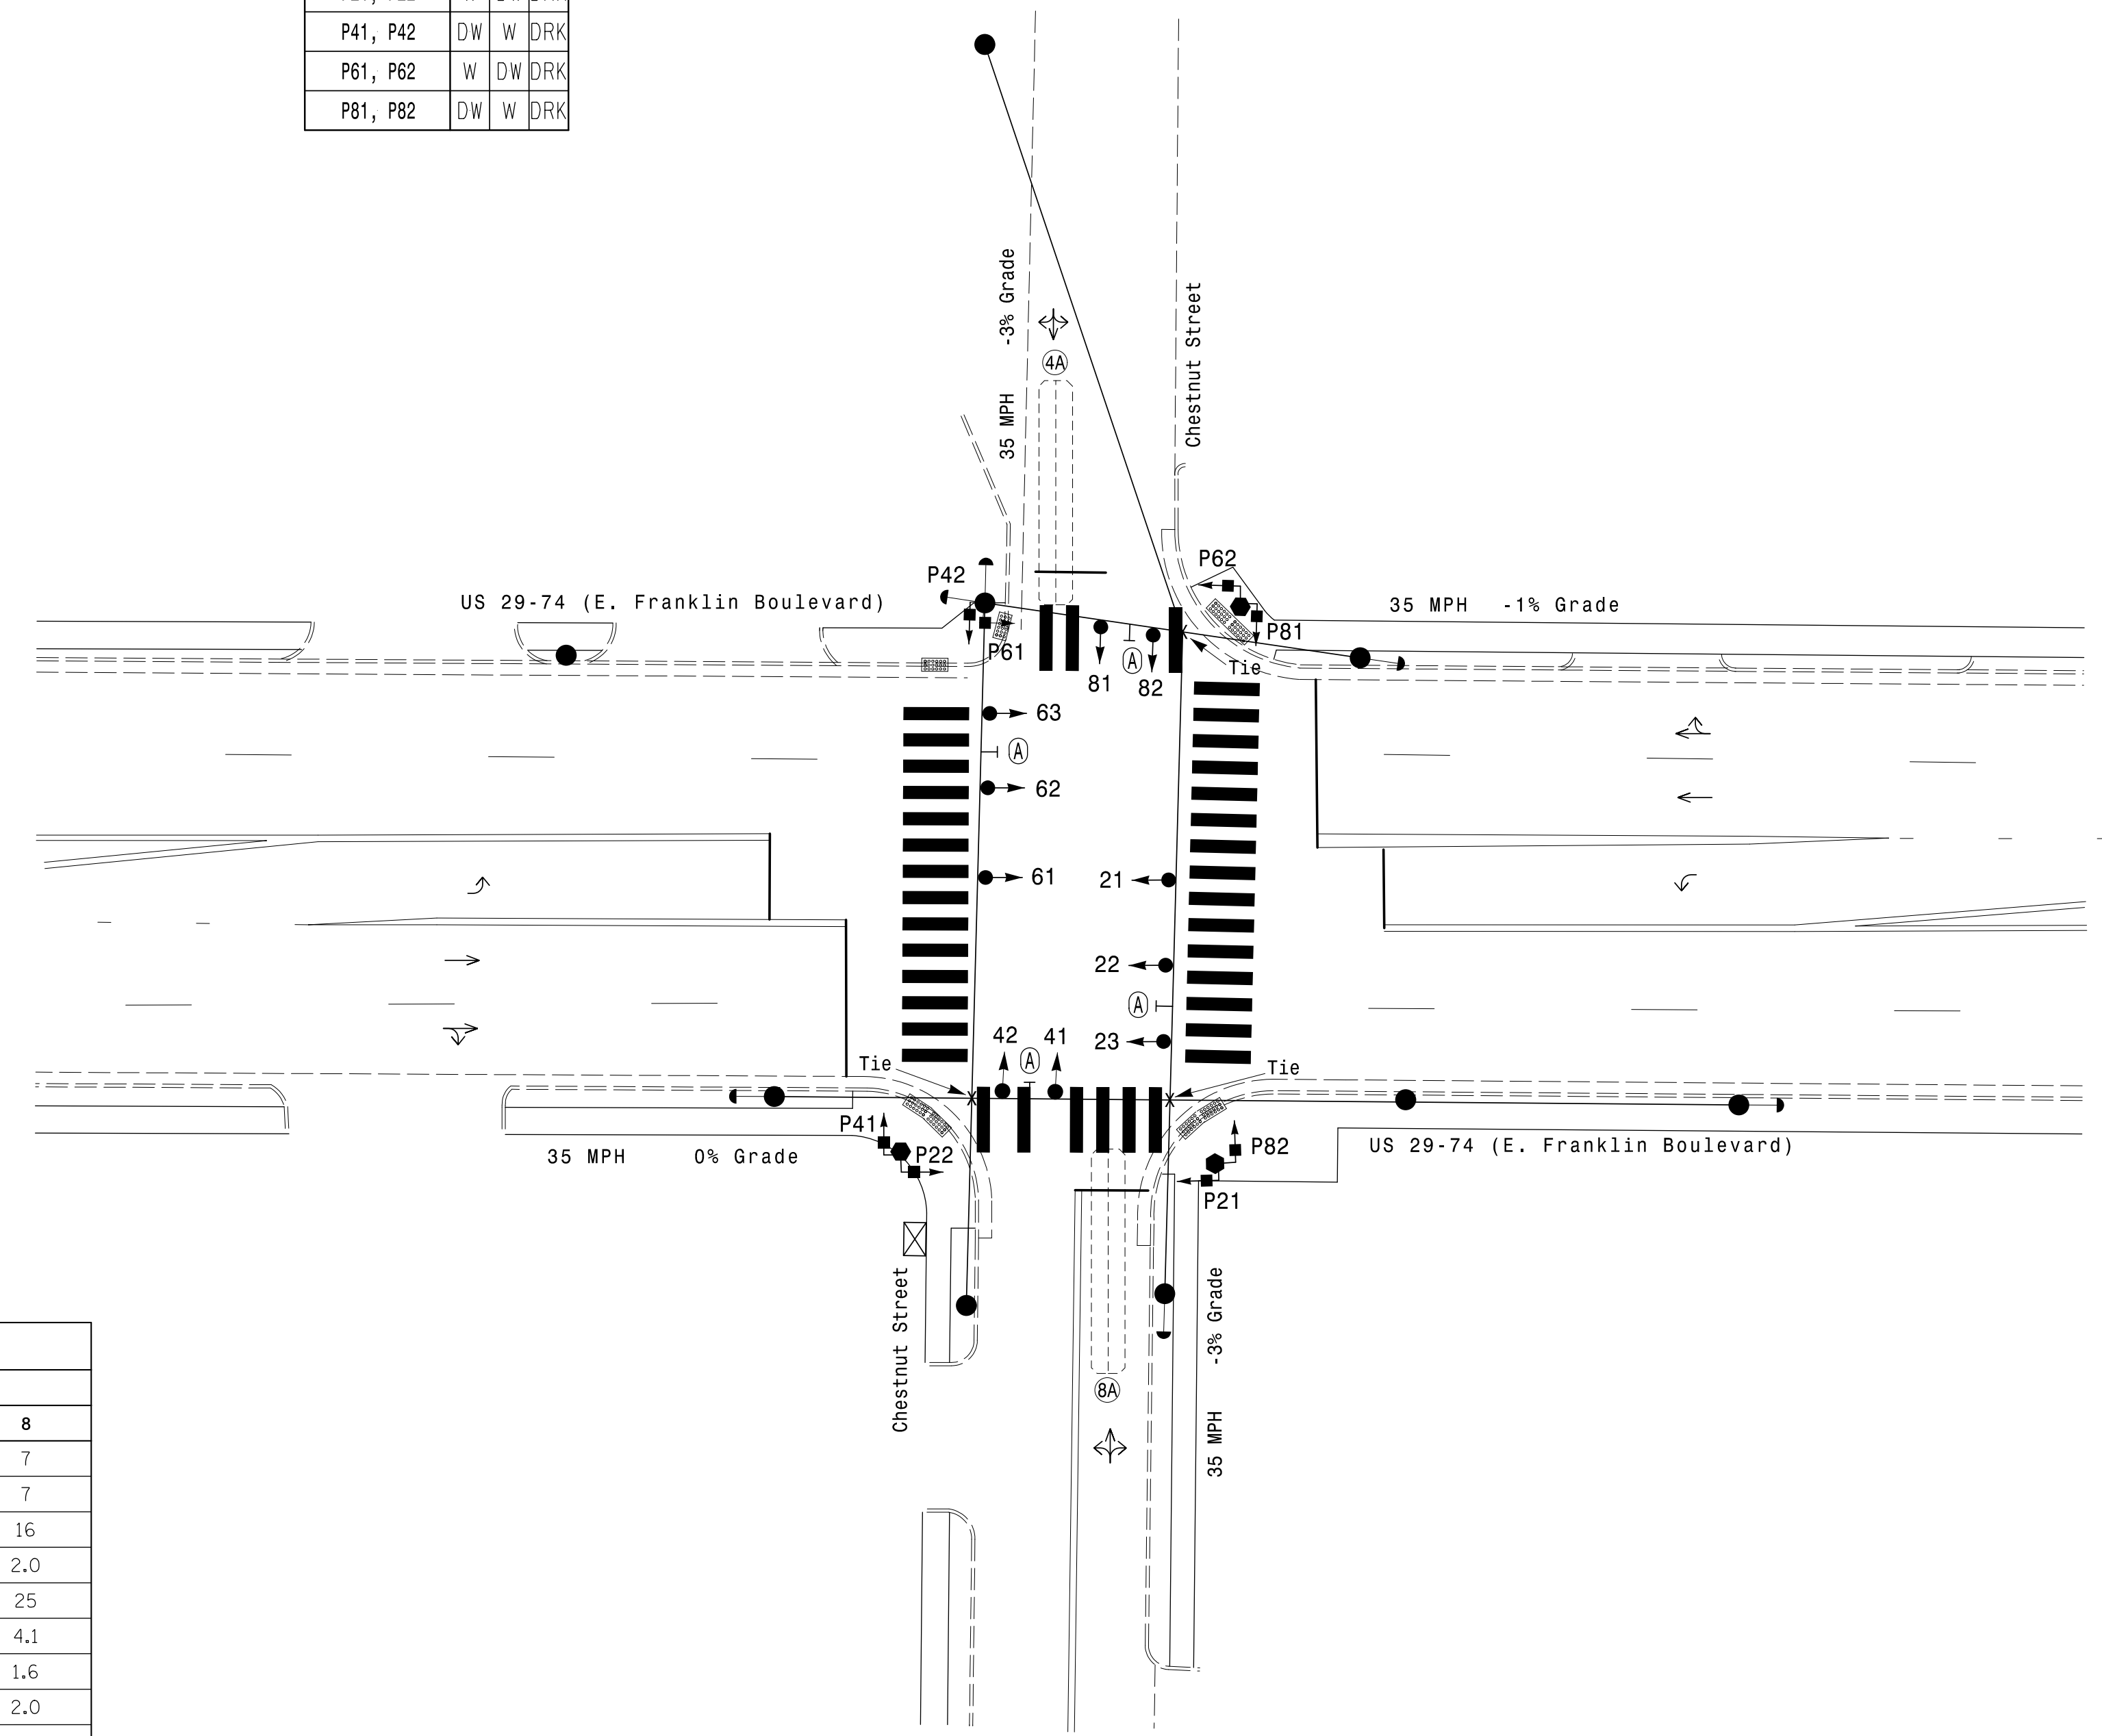 P41, P42 DW W DRK
P61, P62 W DW DRK
P81, P82 DW W DRK
35 MPH -3% Grade
4A
Chestnut Street
P42
P62
US 29-74 (E. Franklin Boulevard)
35 MPH -1% Grade
P61
P81
A
Tie
81
82
63
A
62
61
21
22
A
23
42
A
41
Tie
Tie
P41
P22
P82
P21
35 MPH 0% Grade
US 29-74 (E. Franklin Boulevard)
Chestnut Street
35 MPH -3% Grade
8A
8
7
7
16
2.0
25
4.1
1.6
2.0